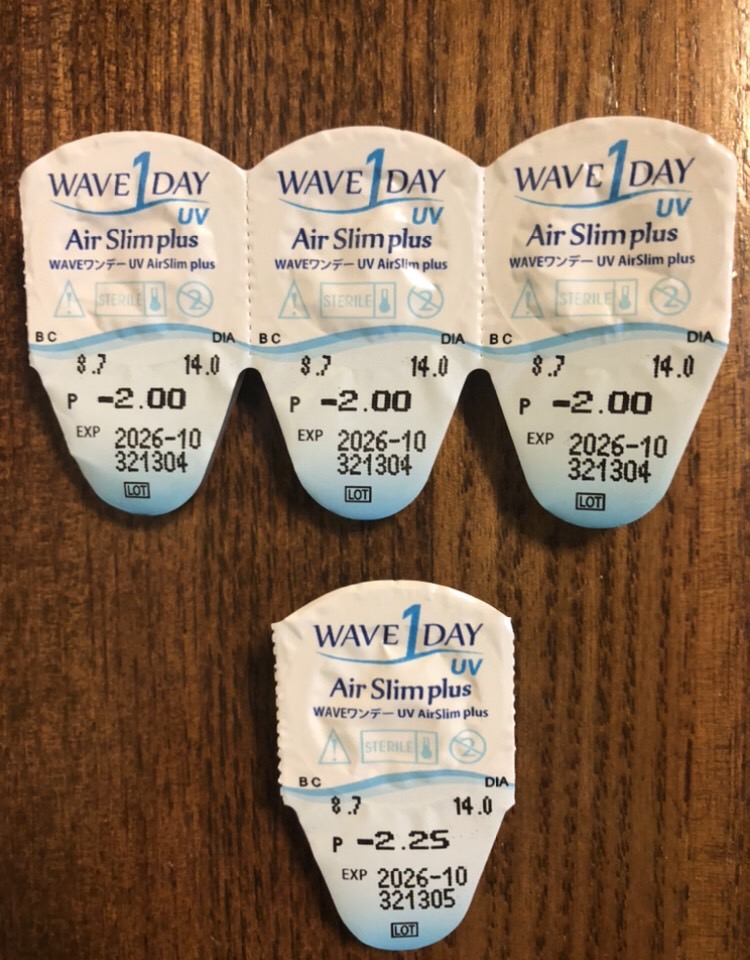 WAVE 1 DAY
UV
Air Slim plus
WAVEワンデー UV AirSlim plus
STERILE 2
BC DIA
8.7 14.0
P -2.00
EXP 2026-10
321304
LOT
WAVE 1 DAY
UV
Air Slim plus
WAVEワンデー UV AirSlim plus
STERILE 2
BC DIA
8.7 14.0
P -2.00
EXP 2026-10
321304
LOT
WAVE 1 DAY
UV
Air Slim plus
WAVEワンデー UV AirSlim plus
STERILE 2
BC DIA
8.7 14.0
P -2.00
EXP 2026-10
321304
LOT
WAVE 1 DAY
UV
Air Slim plus
WAVEワンデー UV AirSlim plus
STERILE 2
BC DIA
8.7 14.0
P -2.25
EXP 2026-10
321305
LOT